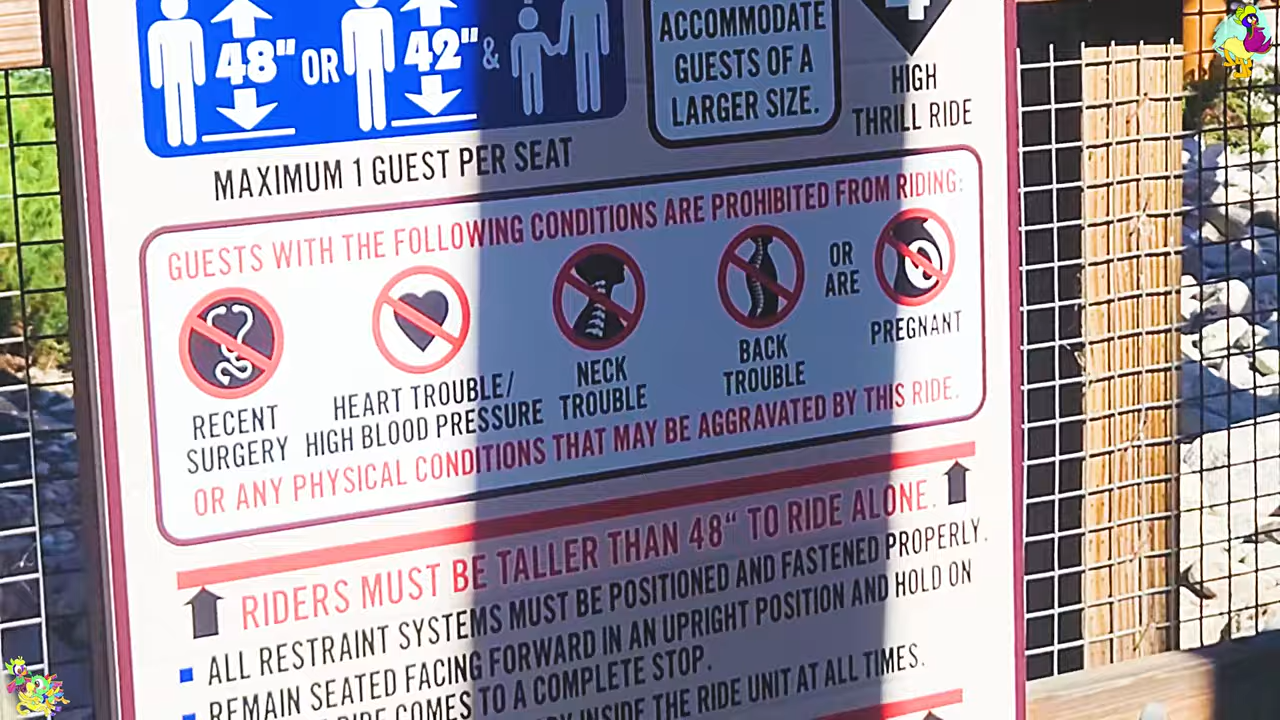 48" OR 42" &
ACCOMMODATE
GUESTS OF A
LARGER SIZE.
HIGH
THRILL RIDE
MAXIMUM 1 GUEST PER SEAT
GUESTS WITH THE FOLLOWING CONDITIONS ARE PROHIBITED FROM RIDING:
RECENT
SURGERY
HEART TROUBLE/
HIGH BLOOD PRESSURE
NECK
TROUBLE
BACK
TROUBLE
OR
ARE
PREGNANT
OR ANY PHYSICAL CONDITIONS THAT MAY BE AGGRAVATED BY THIS RIDE.
RIDERS MUST BE TALLER THAN 48“ TO RIDE ALONE.
ALL RESTRAINT SYSTEMS MUST BE POSITIONED AND FASTENED PROPERLY.
REMAIN SEATED FACING FORWARD IN AN UPRIGHT POSITION AND HOLD ON
RIDE COMES TO A COMPLETE STOP.
INSIDE THE RIDE UNIT AT ALL TIMES.